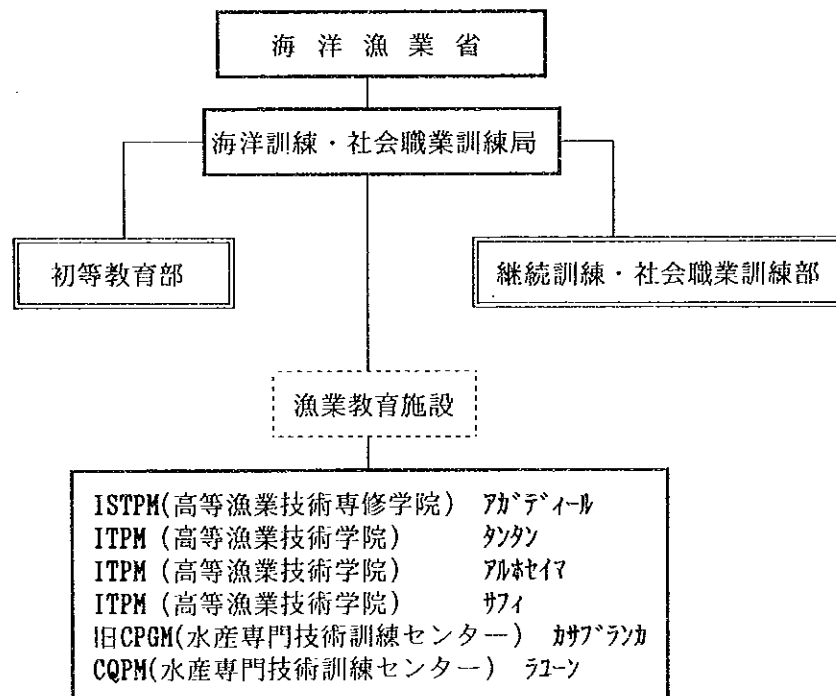 海洋漁業省
海洋訓練・社会職業訓練局
初等教育部
継続訓練・社会職業訓練部
漁業教育施設
ISTPM(高等漁業技術専修学院) ｱｶﾞﾃﾞｨｰﾙ
ITPM (高等漁業技術学院) ﾀﾝﾀﾝ
ITPM (高等漁業技術学院) ｱﾙﾎｾｲﾏ
ITPM (高等漁業技術学院) ｻﾌｨ
旧CPGM(水産専門技術訓練センター) ｶｻﾌﾞﾗﾝｶ
CQPM(水産専門技術訓練センター) ﾗﾕｰﾝ